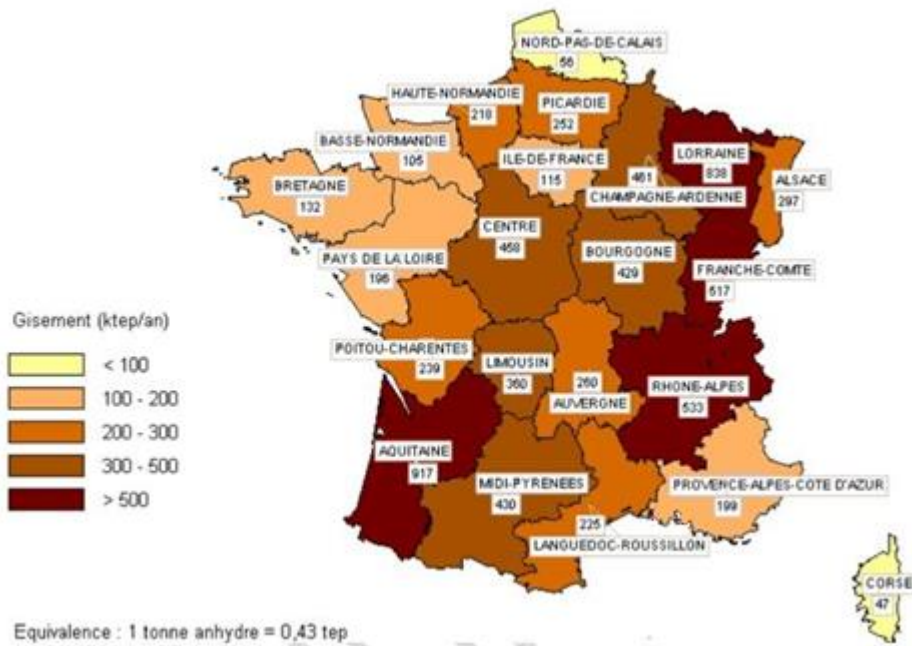 NORD-PAS-DE-CALAIS
56
HAUTE-NORMANDIE
218
PICARDIE
252
BASSE-NORMANDIE
105
ILE-DE-FRANCE
115
LORRAINE
838
461
CHAMPAGNE-ARDENNE
ALSACE
297
BRETAGNE
132
CENTRE
458
BOURGOGNE
429
PAYS DE LA LOIRE
196
FRANCHE-COMTE
517
Gisement (ktep/an)
< 100
100 - 200
200 - 300
300 - 500
> 500
POITOU-CHARENTES
239
LIMOUSIN
360
260
AUVERGNE
RHONE-ALPES
533
AQUITAINE
917
MIDI-PYRENEES
430
PROVENCE-ALPES-COTE D'AZUR
199
225
LANGUEDOC-ROUSSILLON
CORSE
47
Equivalence : 1 tonne anhydre = 0,43 tep